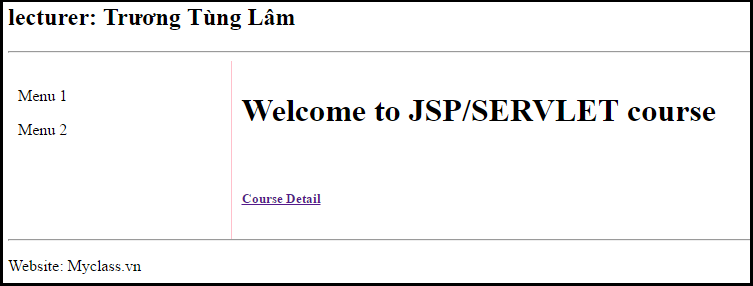 lecturer: Trương Tùng Lâm
Menu 1
Menu 2
Welcome to JSP/SERVLET course
Course Detail
Website: Myclass.vn